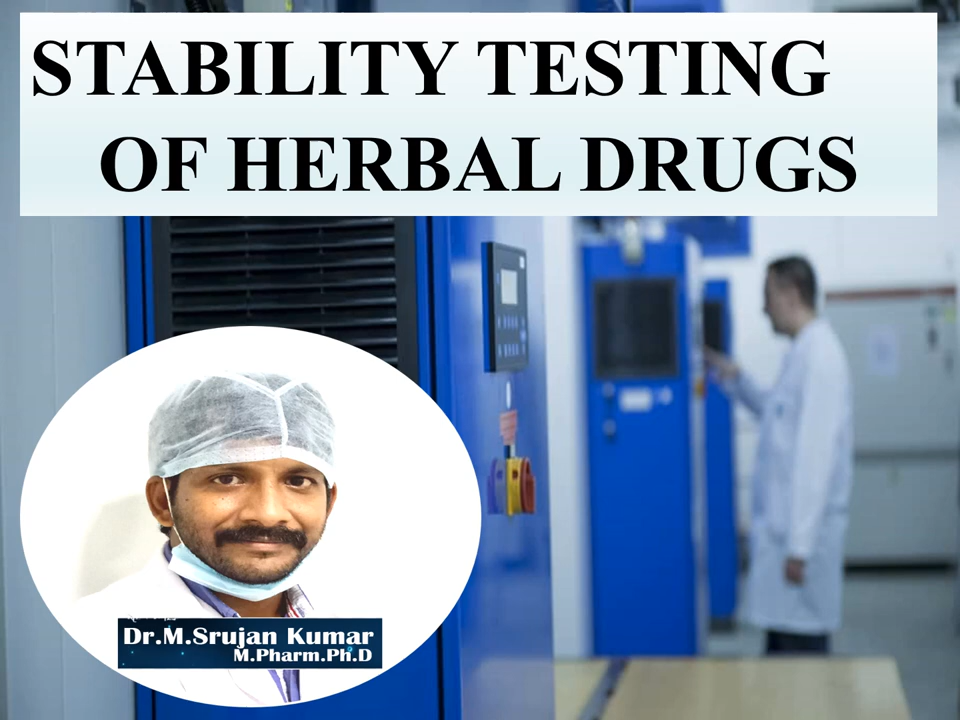 STABILITY TESTING
OF HERBAL DRUGS
Dr.M.Srujan Kumar
M.Pharm.Ph.D